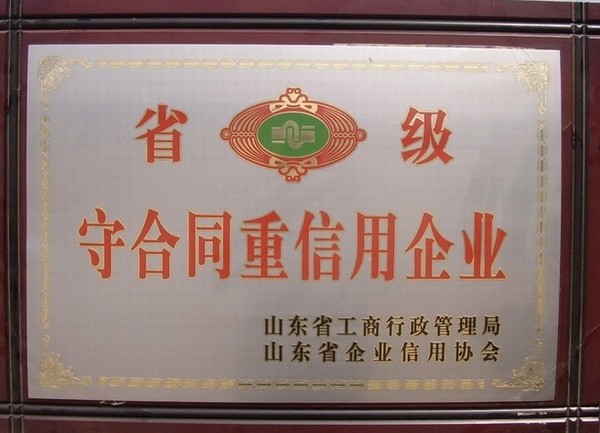 省级
守合同重信用企业
山东省工商行政管理局
山东省企业信用协会